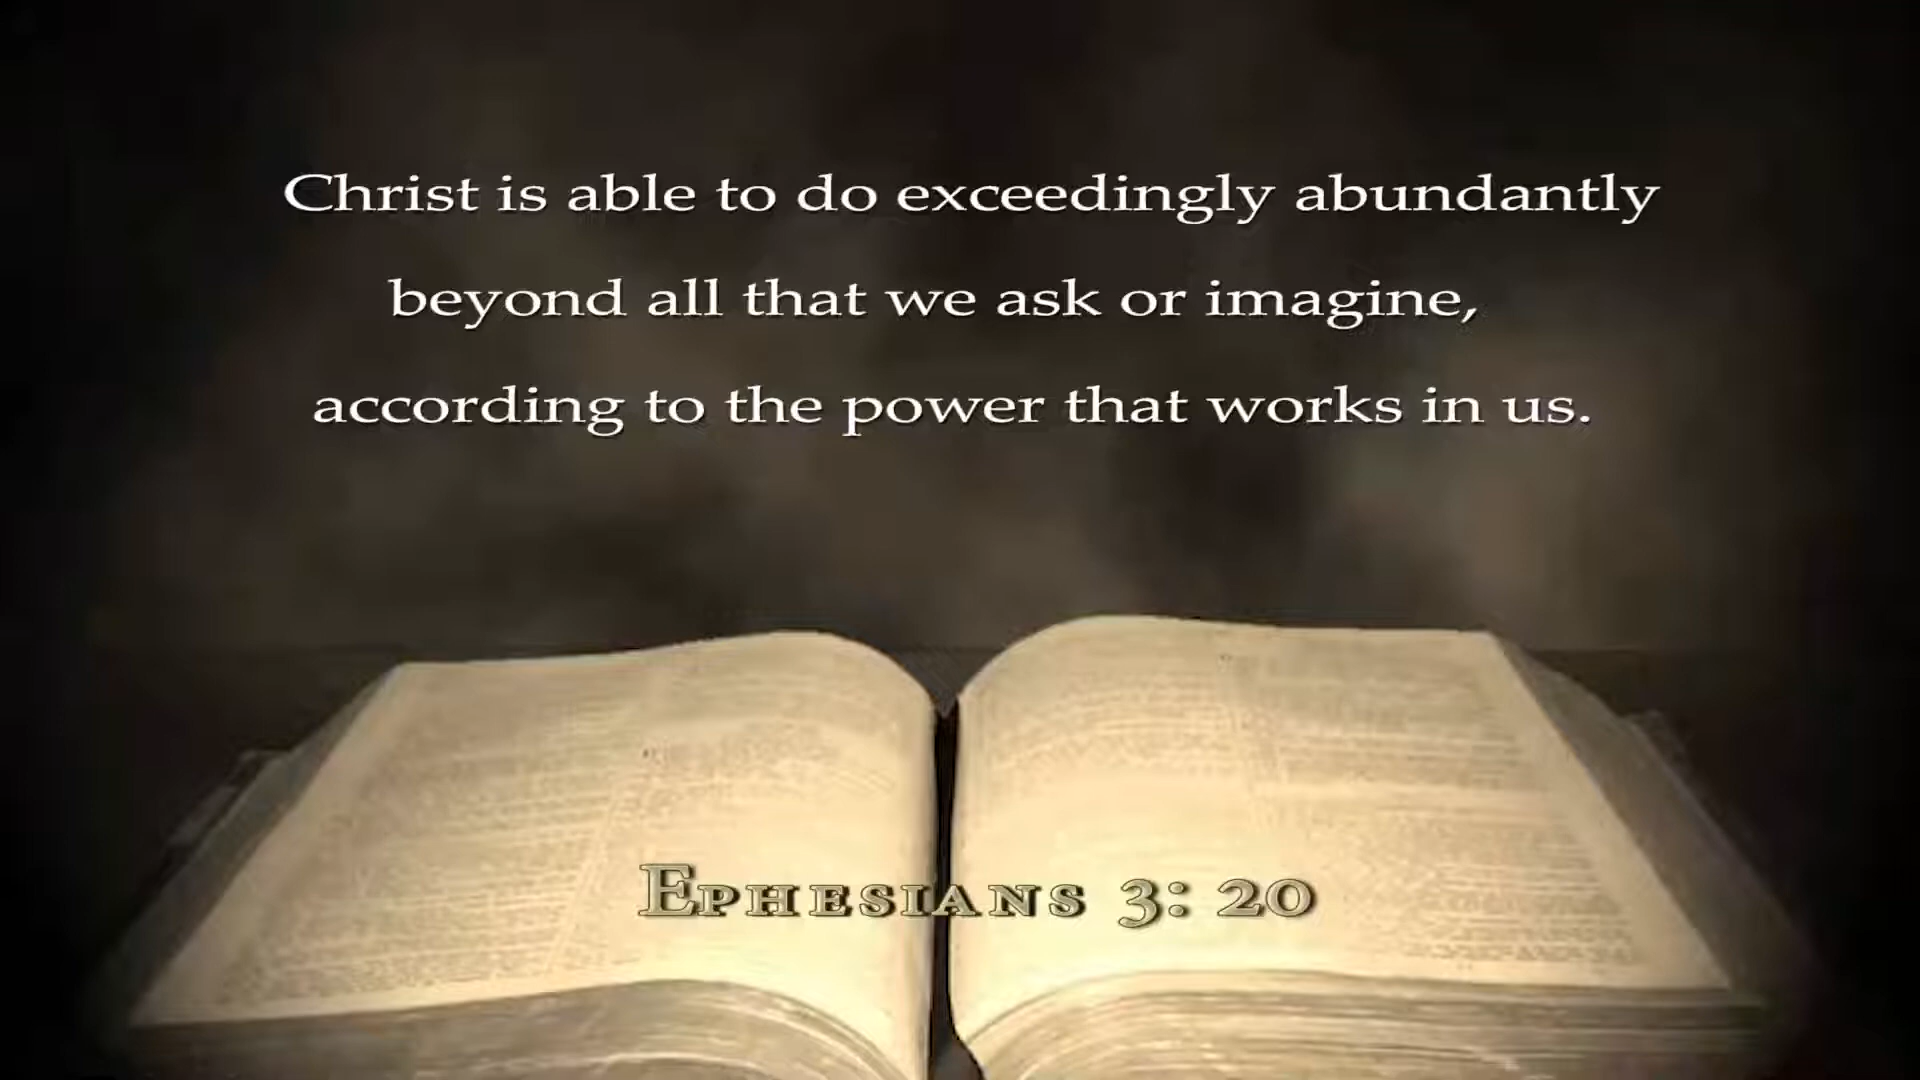 Christ is able to do exceedingly abundantly
beyond all that we ask or imagine,
according to the power that works in us.
Ephesians 3: 20